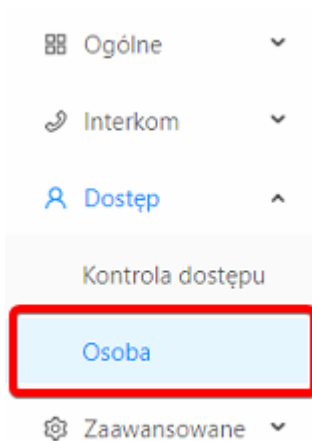 Ogólne
Interkom
Dostęp
Kontrola dostępu
Osoba
Zaawansowane